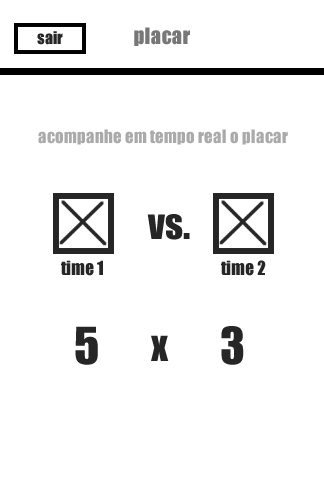 sair
placar
acompanhe em tempo real o placar
vs.
time 1
time 2
5 x 3